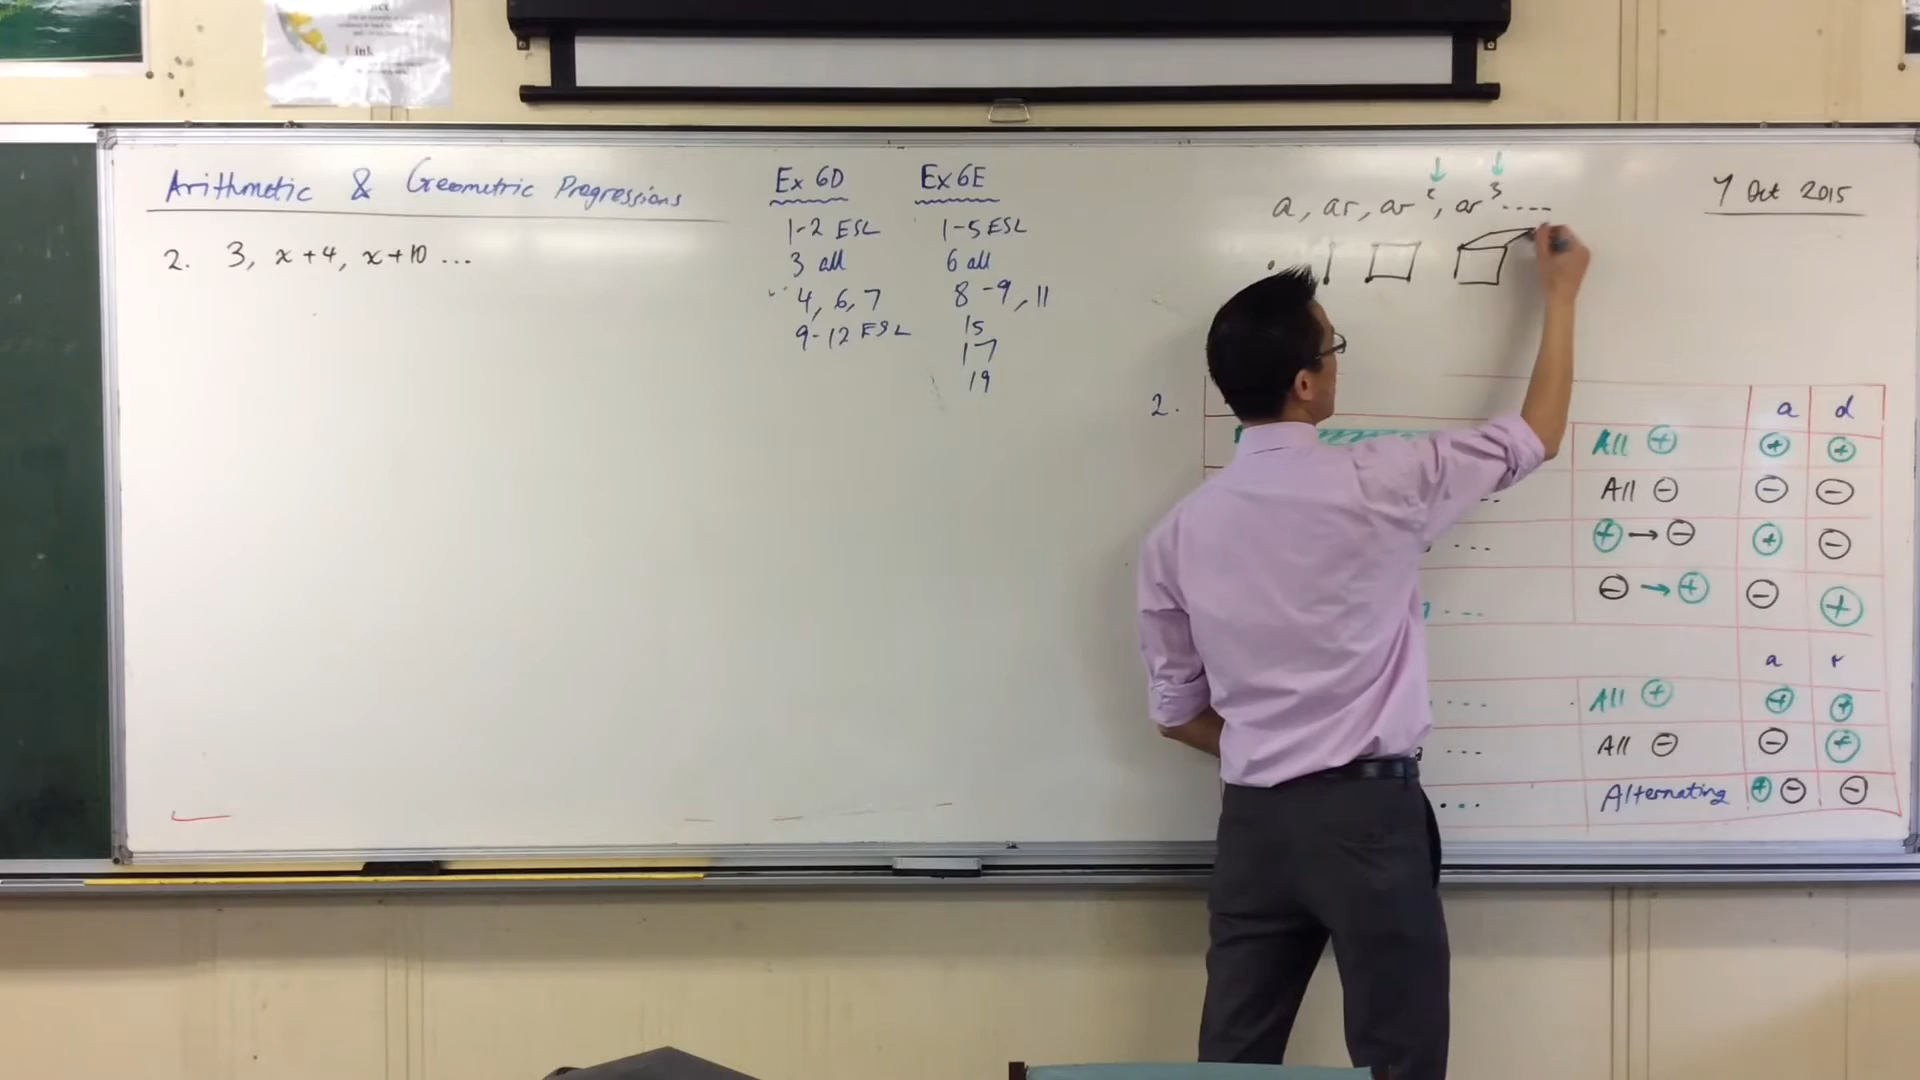 Arithmetic & Geometric Progressions
2. 3, x+4, x+10 ...
Ex 6D
1-2 ESL
3 all
4, 6, 7
9-12 ESL
Ex 6E
1-5 ESL
6 all
8-9, 11
15
17
19
a, ar, ar², ar³.....
7 Oct 2015
2.
a d
All + + +
All - - -
+ → - + -
- → + - +
a r
All + + +
All - - +
Alternating + - -